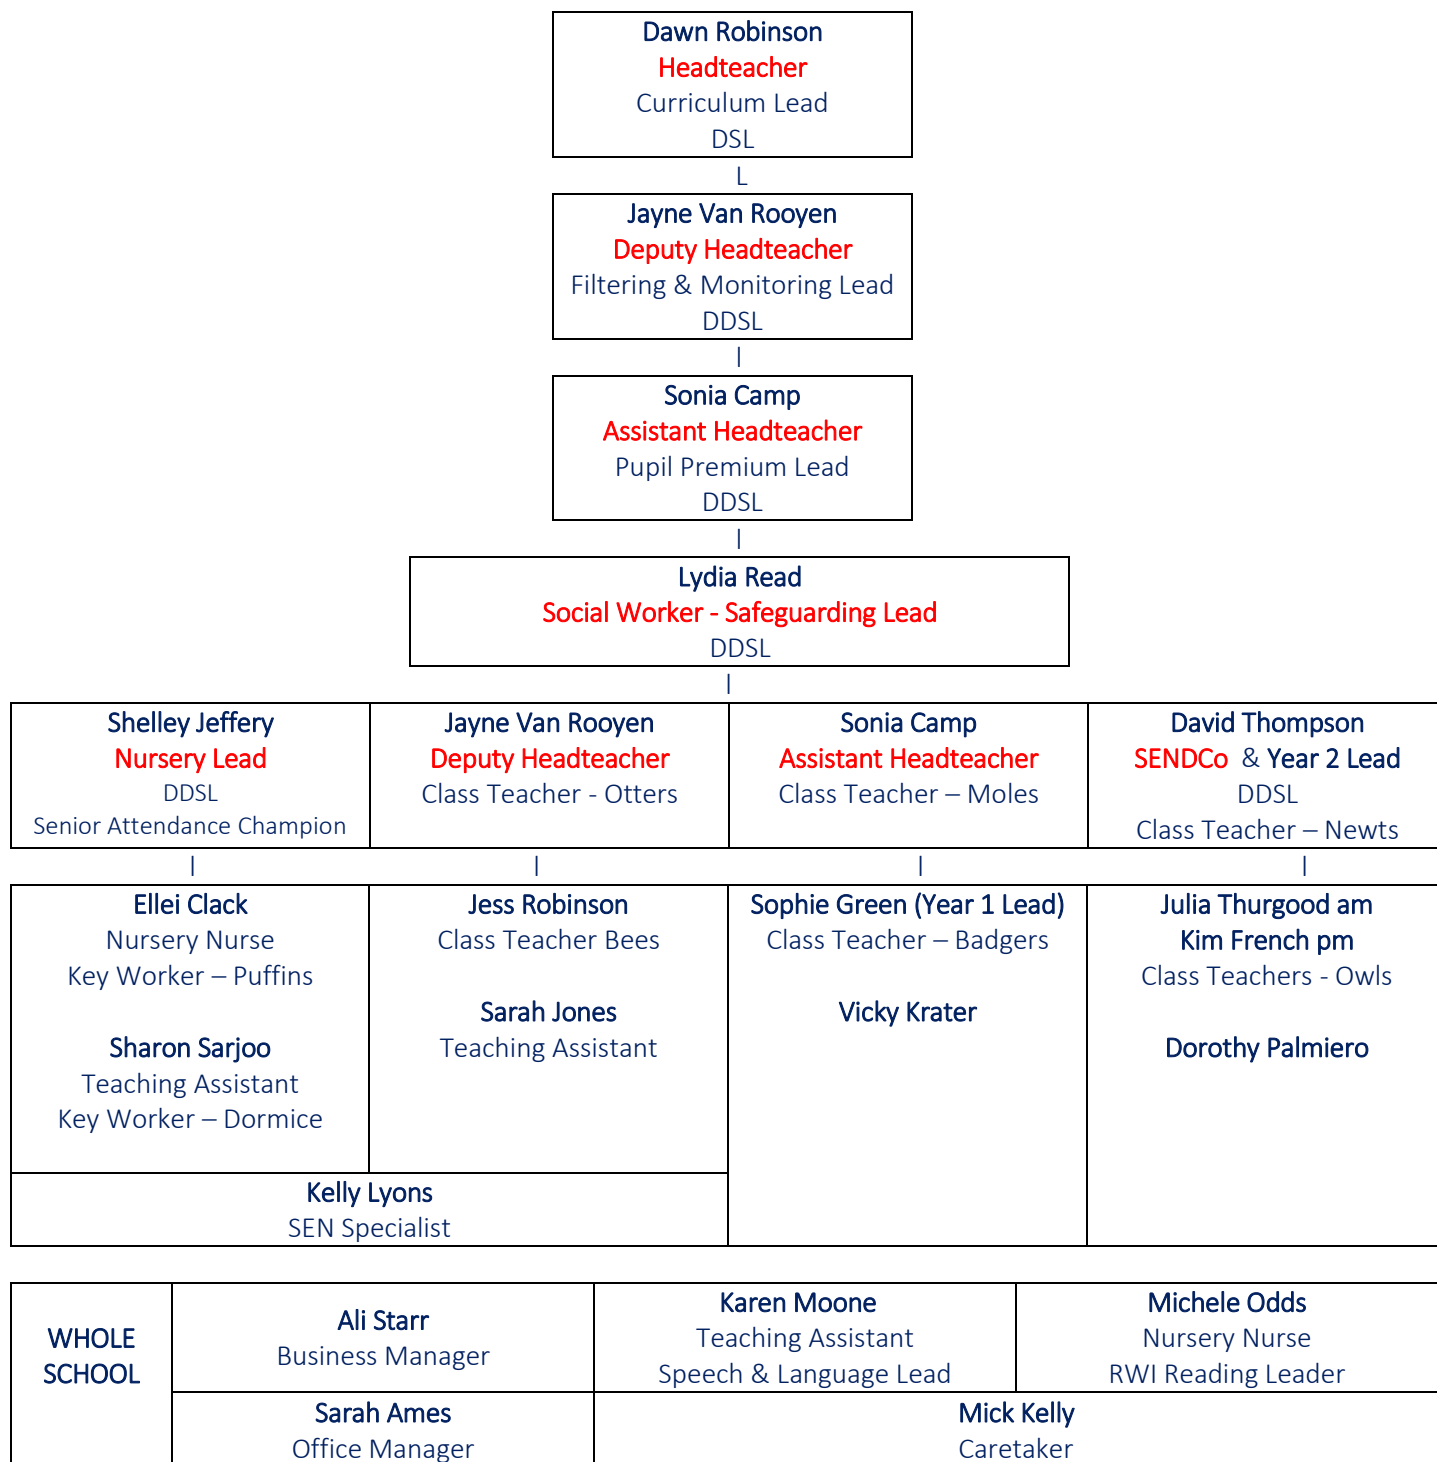 Dawn Robinson
Headteacher
Curriculum Lead
DSL
L
Jayne Van Rooyen
Deputy Headteacher
Filtering & Monitoring Lead
DDSL
|
Sonia Camp
Assistant Headteacher
Pupil Premium Lead
DDSL
|
Lydia Read
Social Worker - Safeguarding Lead
DDSL
|
Shelley Jeffery
Nursery Lead
DDSL
Senior Attendance Champion
Jayne Van Rooyen
Deputy Headteacher
Class Teacher - Otters
Sonia Camp
Assistant Headteacher
Class Teacher – Moles
David Thompson
SENDCo & Year 2 Lead
DDSL
Class Teacher – Newts
| | | |
Ellei Clack
Nursery Nurse
Key Worker – Puffins
Sharon Sarjoo
Teaching Assistant
Key Worker – Dormice
Jess Robinson
Class Teacher Bees
Sarah Jones
Teaching Assistant
Sophie Green (Year 1 Lead)
Class Teacher – Badgers
Vicky Krater
Julia Thurgood am
Kim French pm
Class Teachers - Owls
Dorothy Palmiero
Kelly Lyons
SEN Specialist
WHOLE
SCHOOL
Ali Starr
Business Manager
Karen Moone
Teaching Assistant
Speech & Language Lead
Michele Odds
Nursery Nurse
RWI Reading Leader
Sarah Ames
Office Manager
Mick Kelly
Caretaker